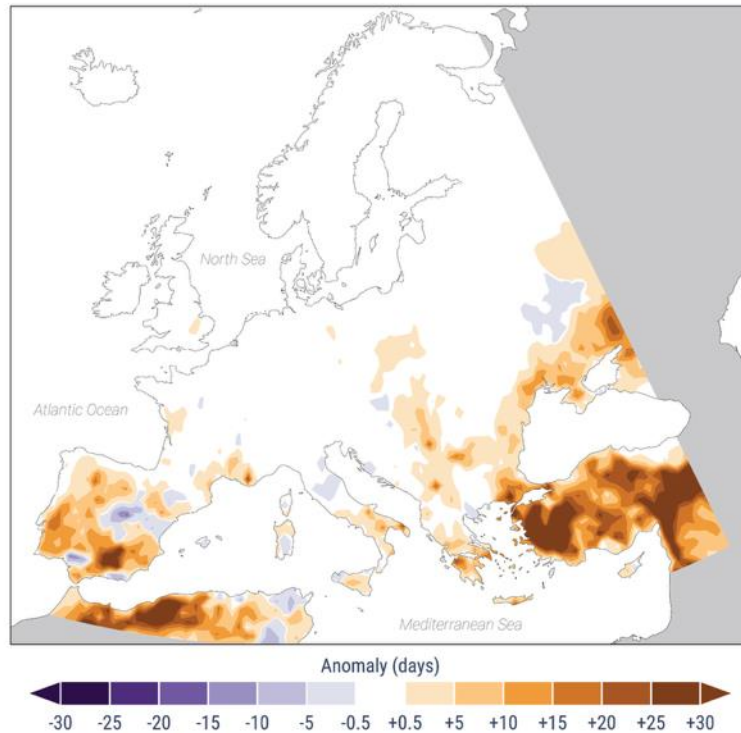 North Sea
Atlantic Ocean
Mediterranean Sea
Anomaly (days)
-30 -25 -20 -15 -10 -5 -0.5 +0.5 +5 +10 +15 +20 +25 +30